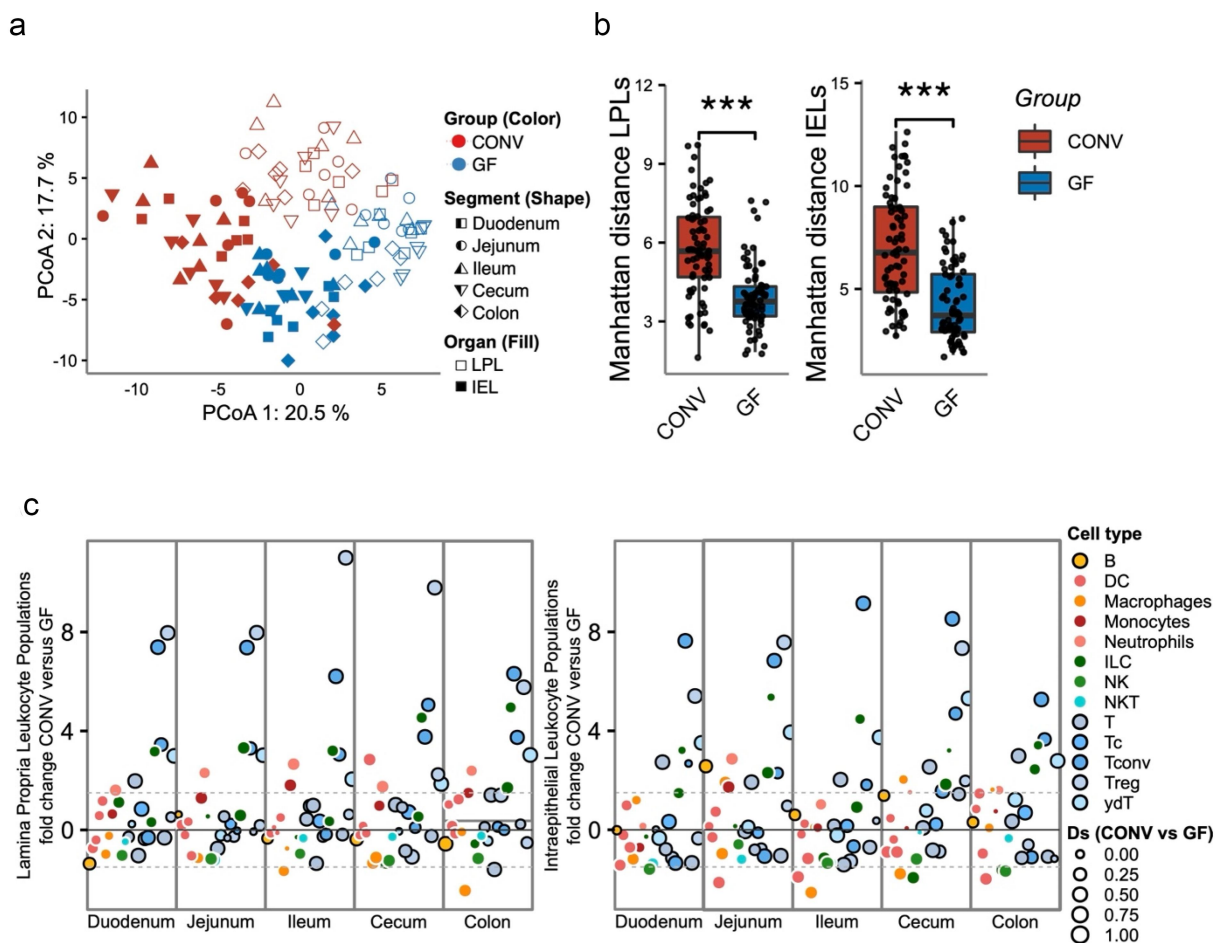 a
10
5
0
-5
-10
PCoA 2: 17.7 %
-10 -5 0 5
PCoA 1: 20.5 %
Group (Color)
CONV
GF
Segment (Shape)
Duodenum
Jejunum
Ileum
Cecum
Colon
Organ (Fill)
LPL
IEL
b
Manhattan distance LPLs
12
9
6
3
***
CONV GF
Manhattan distance IELs
15
10
5
***
CONV GF
Group
CONV
GF
c
Lamina Propria Leukocyte Populations
fold change CONV versus GF
8
4
0
Duodenum Jejunum Ileum Cecum Colon
Intraepithelial Leukocyte Populations
fold change CONV versus GF
8
4
0
Duodenum Jejunum Ileum Cecum Colon
Cell type
B
DC
Macrophages
Monocytes
Neutrophils
ILC
NK
NKT
T
Tc
Tconv
Treg
ydT
Ds (CONV vs GF)
0.00
0.25
0.50
0.75
1.00